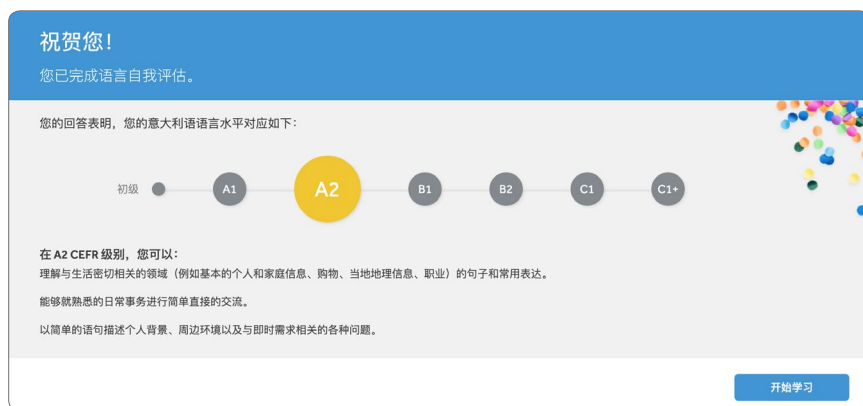 祝贺您!
您已完成语言自我评估。
您的回答表明，您的意大利语语言水平对应如下：
初级 A1 A2 B1 B2 C1 C1+
在 A2 CEFR 级别，您可以：
理解与生活密切相关的领域（例如基本的个人和家庭信息、购物、当地地理信息、职业）的句子和常用表达。
能够就熟悉的日常事务进行简单直接的交流。
以简单的语句描述个人背景、周边环境以及与即时需求相关的各种问题。
开始学习